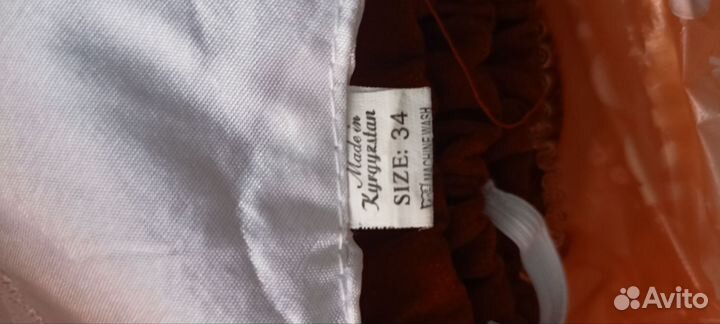 Made in
Kyrgyzstan
SIZE: 34
MACHINE WASH
Avito